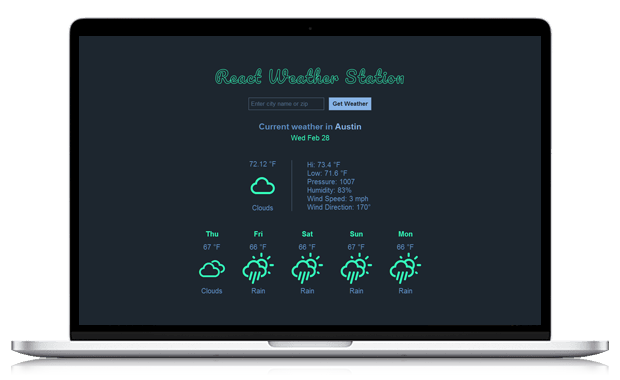 React Weather Station
Enter city name or zip
Get Weather
Current weather in Austin
Wed Feb 28
72.12 °F
Clouds
Hi: 73.4 °F
Low: 71.6 °F
Pressure: 1007
Humidity: 83%
Wind Speed: 3 mph
Wind Direction: 170°
Thu Fri Sat Sun Mon
67 °F 66 °F 66 °F 67 °F 66 °F
Clouds Rain Rain Rain Rain